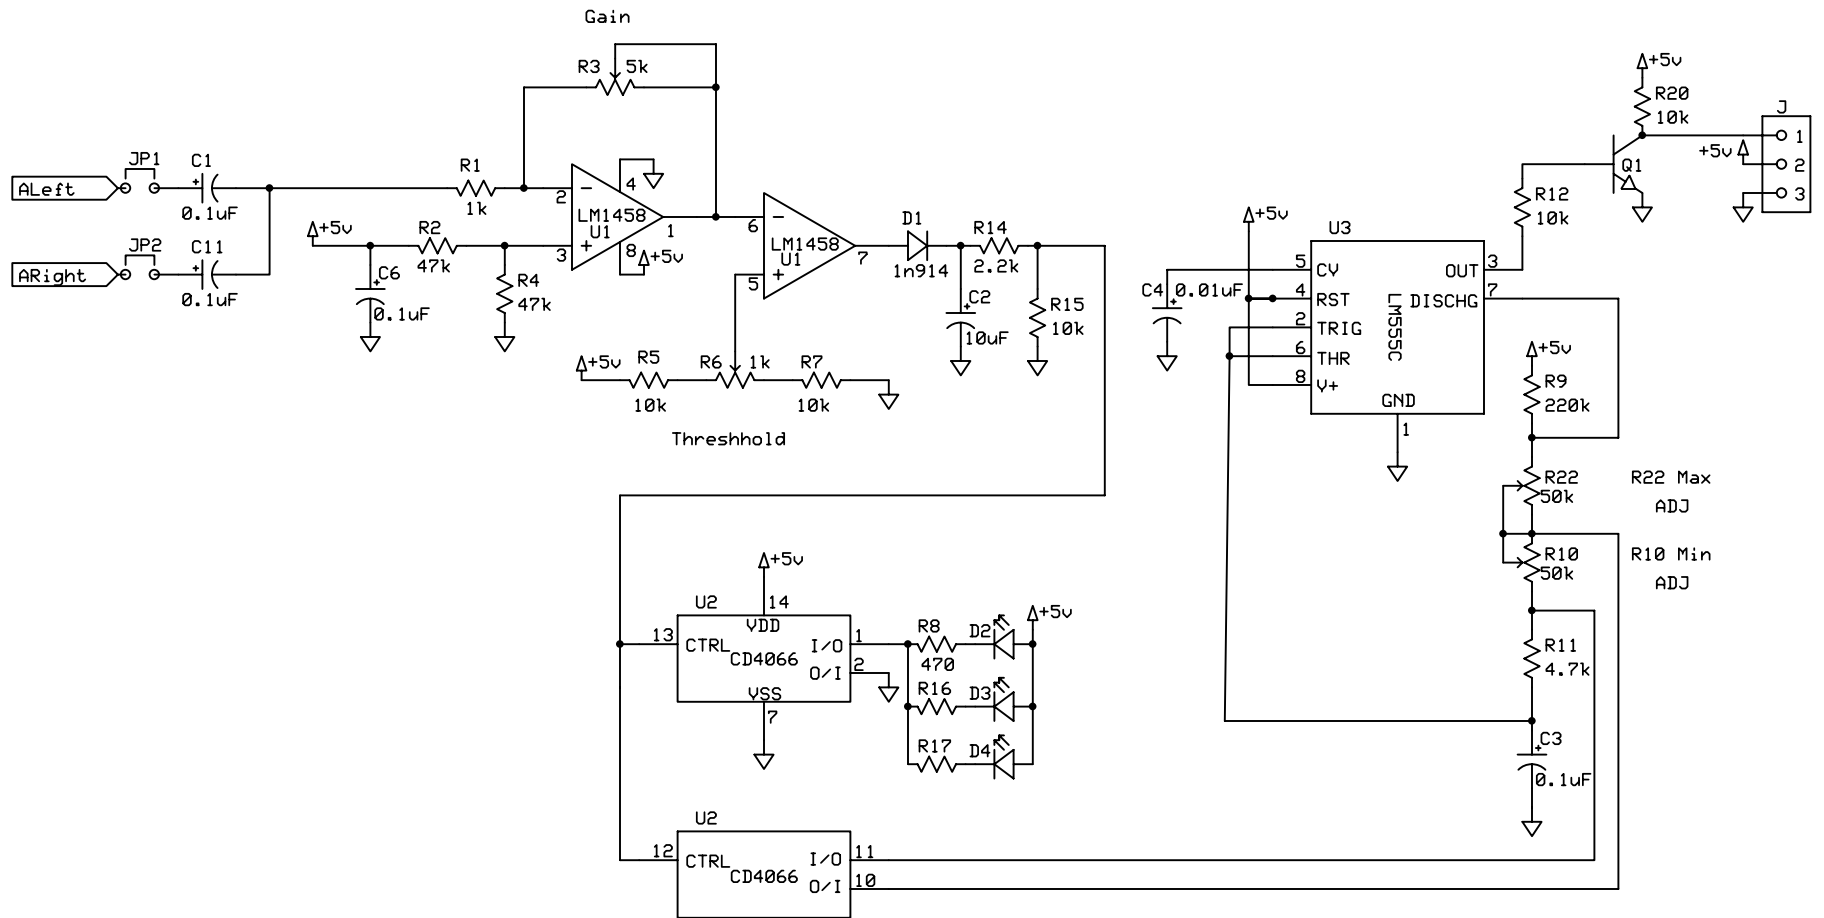 Gain
R3 5k
ALeft
JP1
C1
+
0.1uF
R1
1k
ARight
JP2
C11
+
0.1uF
+5v
C6
+
0.1uF
R2
47k
R4
47k
2
3
-
+
LM1458
U1
4
8
1
+5v
6
5
-
+
LM1458
U1
7
D1
1n914
R14
2.2k
C2
+
10uF
R15
10k
+5v
R5
10k
R6 1k
R7
10k
Threshhold
C4
+
0.01uF
+5v
U3
5 CV
4 RST
2 TRIG
6 THR
8 V+
LM555C
OUT 3
DISCHG 7
GND
1
R12
10k
Q1
+5v
R20
10k
J
+5v
1
2
3
+5v
R9
220k
R22
50k
R22 Max
ADJ
R10
50k
R10 Min
ADJ
R11
4.7k
C3
+
0.1uF
+5v
U2
14
VDD
13 CTRL
CD4066
I/O 1
O/I 2
VSS
7
R8
470
D2
+5v
R16
D3
R17
D4
U2
12 CTRL
CD4066
I/O 11
O/I 10